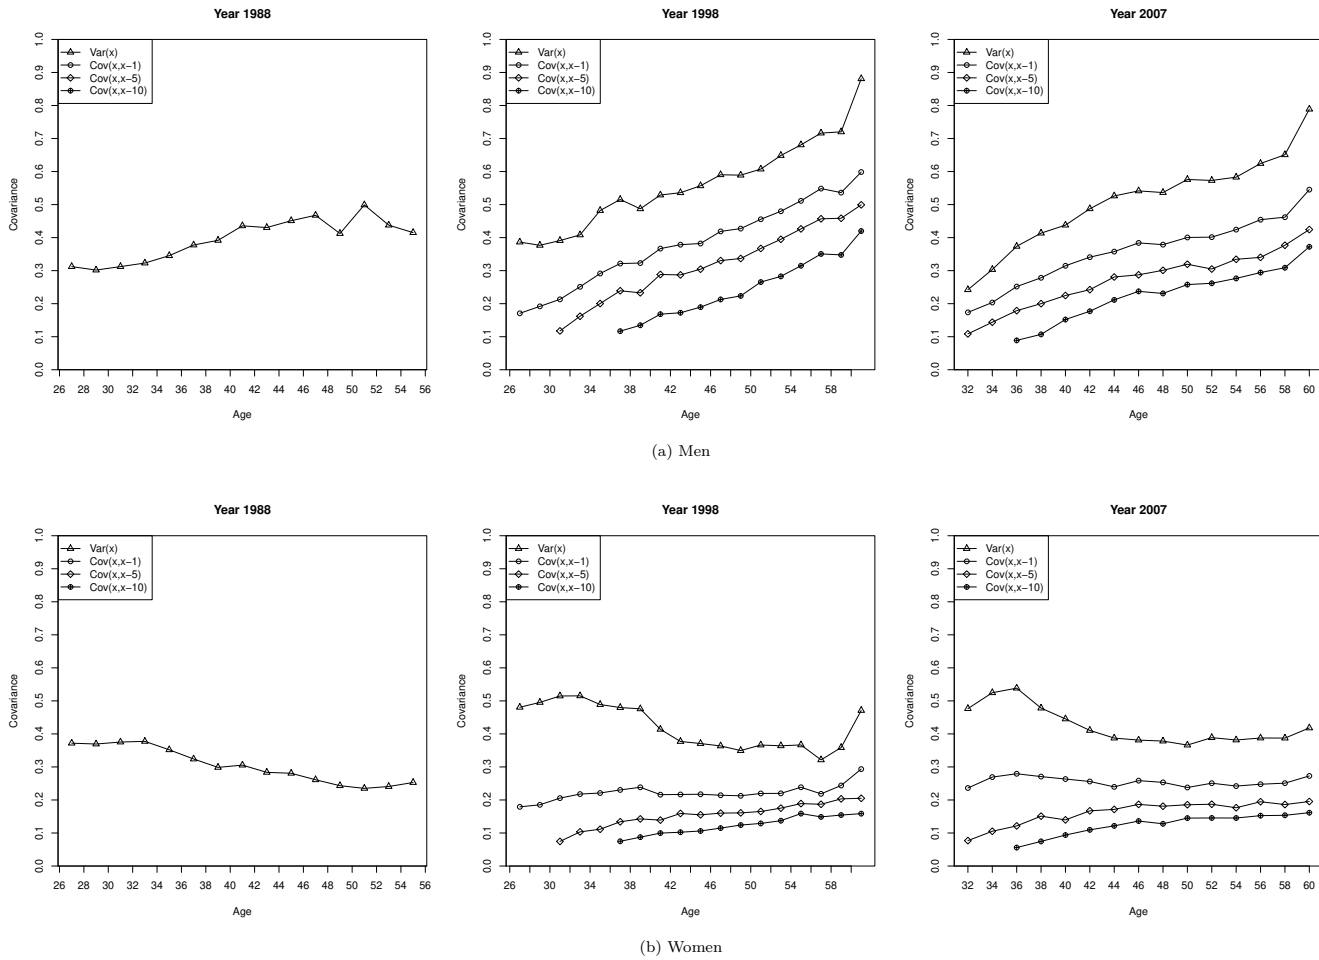 Year 1988
Year 1998
Year 2007
Var(x)
Cov(x,x−1)
Cov(x,x−5)
Cov(x,x−10)
Var(x)
Cov(x,x−1)
Cov(x,x−5)
Cov(x,x−10)
Var(x)
Cov(x,x−1)
Cov(x,x−5)
Cov(x,x−10)
Covariance
0.0 0.1 0.2 0.3 0.4 0.5 0.6 0.7 0.8 0.9 1.0
Covariance
0.0 0.1 0.2 0.3 0.4 0.5 0.6 0.7 0.8 0.9 1.0
Covariance
0.0 0.1 0.2 0.3 0.4 0.5 0.6 0.7 0.8 0.9 1.0
26 28 30 32 34 36 38 40 42 44 46 48 50 52 54 56
26 30 34 38 42 46 50 54 58
32 34 36 38 40 42 44 46 48 50 52 54 56 58 60
Age
Age
Age
(a) Men
Year 1988
Year 1998
Year 2007
Var(x)
Cov(x,x−1)
Cov(x,x−5)
Cov(x,x−10)
Var(x)
Cov(x,x−1)
Cov(x,x−5)
Cov(x,x−10)
Var(x)
Cov(x,x−1)
Cov(x,x−5)
Cov(x,x−10)
Covariance
0.0 0.1 0.2 0.3 0.4 0.5 0.6 0.7 0.8 0.9 1.0
Covariance
0.0 0.1 0.2 0.3 0.4 0.5 0.6 0.7 0.8 0.9 1.0
Covariance
0.0 0.1 0.2 0.3 0.4 0.5 0.6 0.7 0.8 0.9 1.0
26 28 30 32 34 36 38 40 42 44 46 48 50 52 54 56
26 30 34 38 42 46 50 54 58
32 34 36 38 40 42 44 46 48 50 52 54 56 58 60
Age
Age
Age
(b) Women